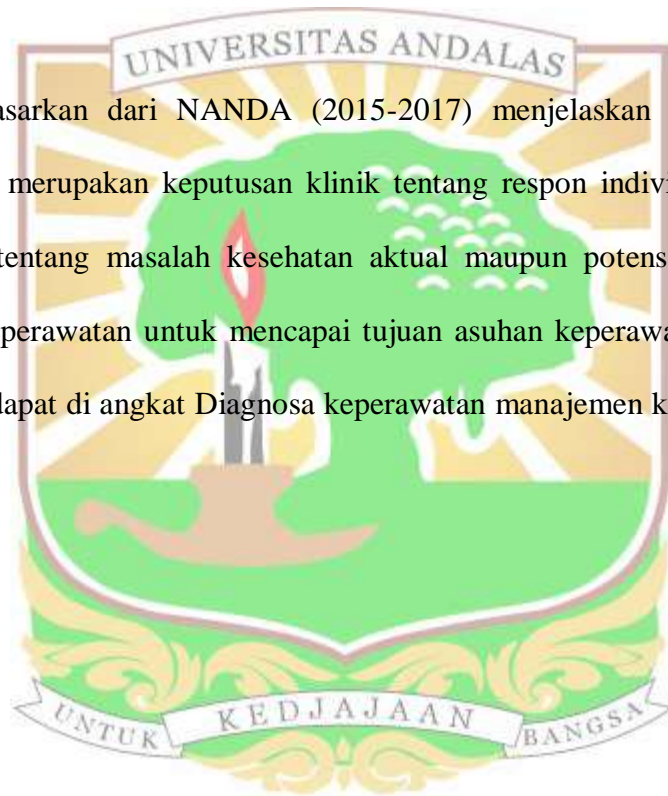 UNIVERSITAS ANDALAS
asarkan dari NANDA (2015-2017) menjelaskan
merupakan keputusan klinik tentang respon indivi
tentang masalah kesehatan aktual maupun potens
perawatan untuk mencapai tujuan asuhan keperawa
dapat di angkat Diagnosa keperawatan manajemen k
UNTUK KEDJAJAAN BANGSA